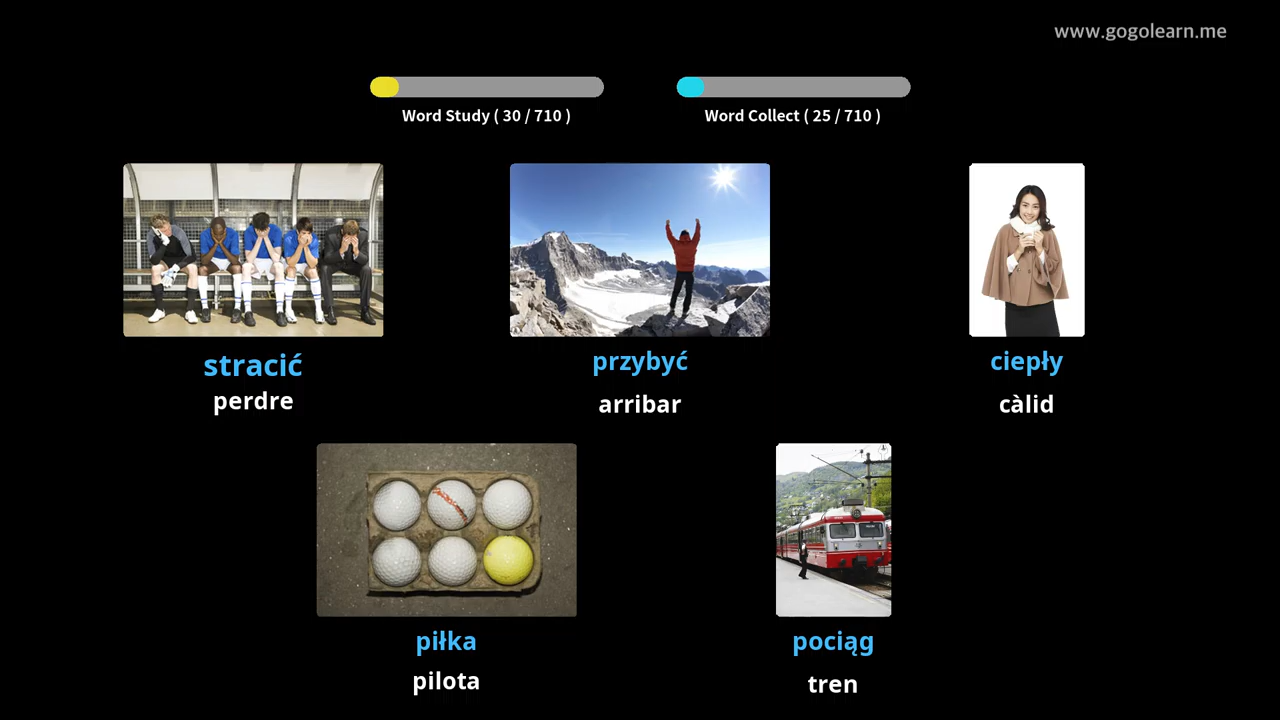 www.gogolearn.me
Word Study ( 30 / 710 )
Word Collect ( 25 / 710 )
stracić
perdre
przybyć
arribar
ciepły
càlid
piłka
pilota
pociąg
tren